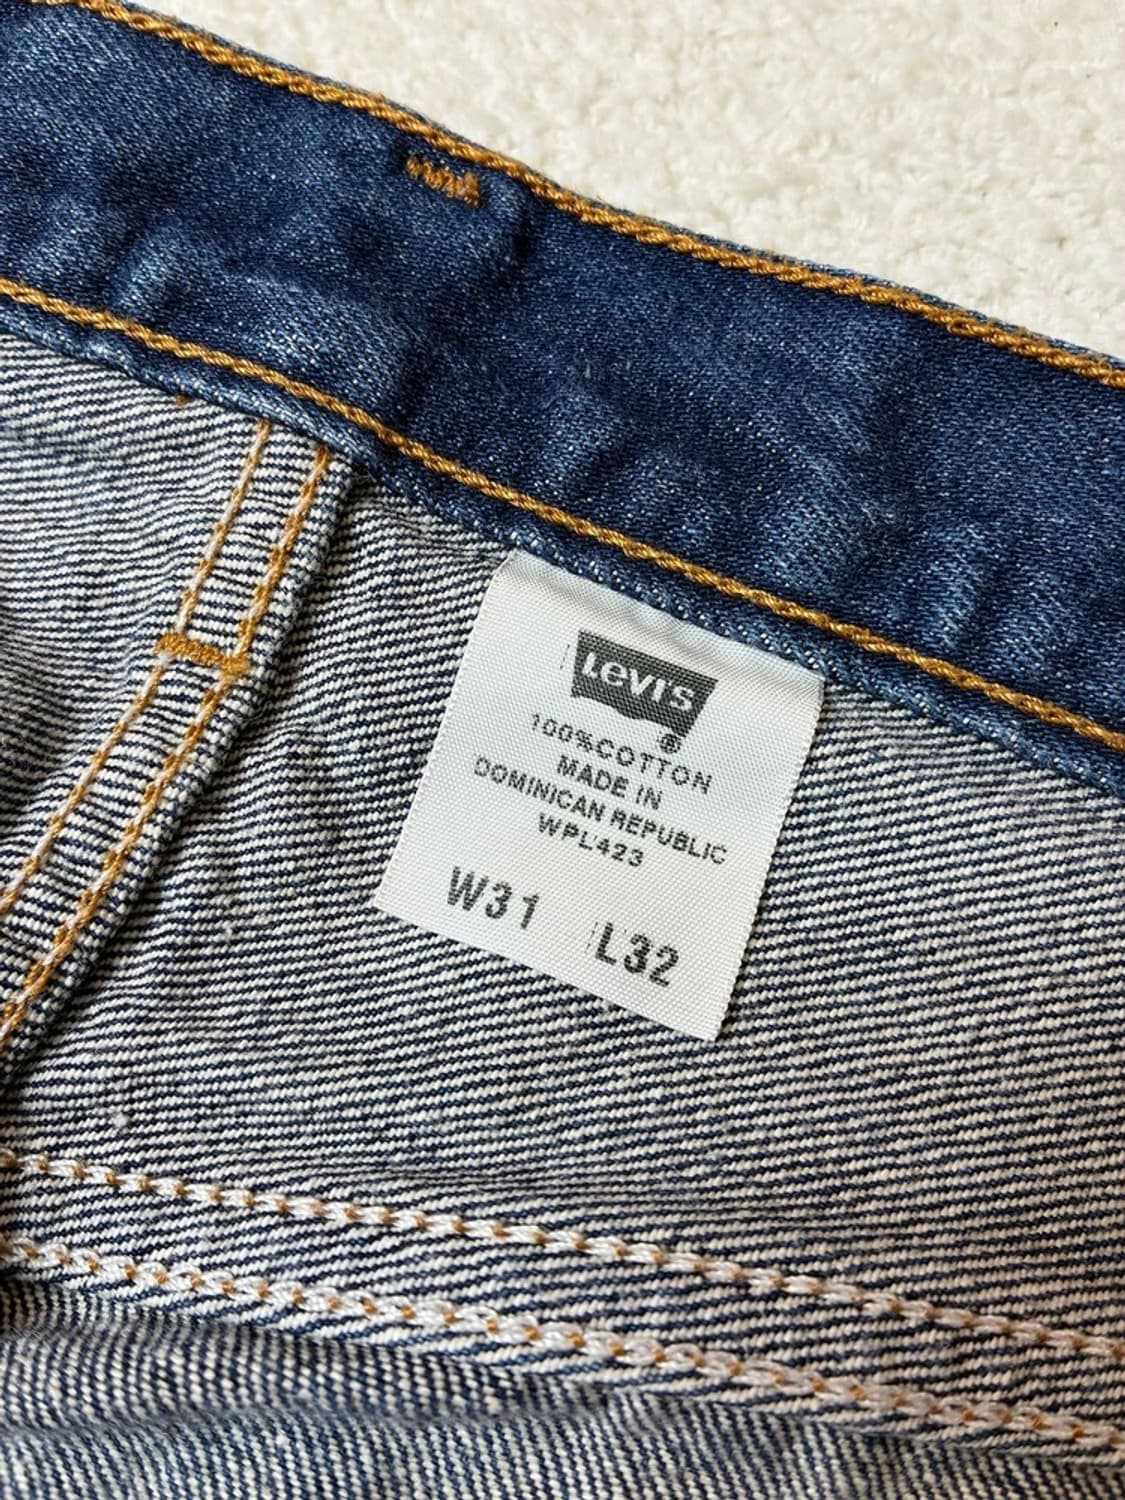 LEVI'S
®
100%COTTON
MADE IN
DOMINICAN REPUBLIC
WPL423
W31 L32